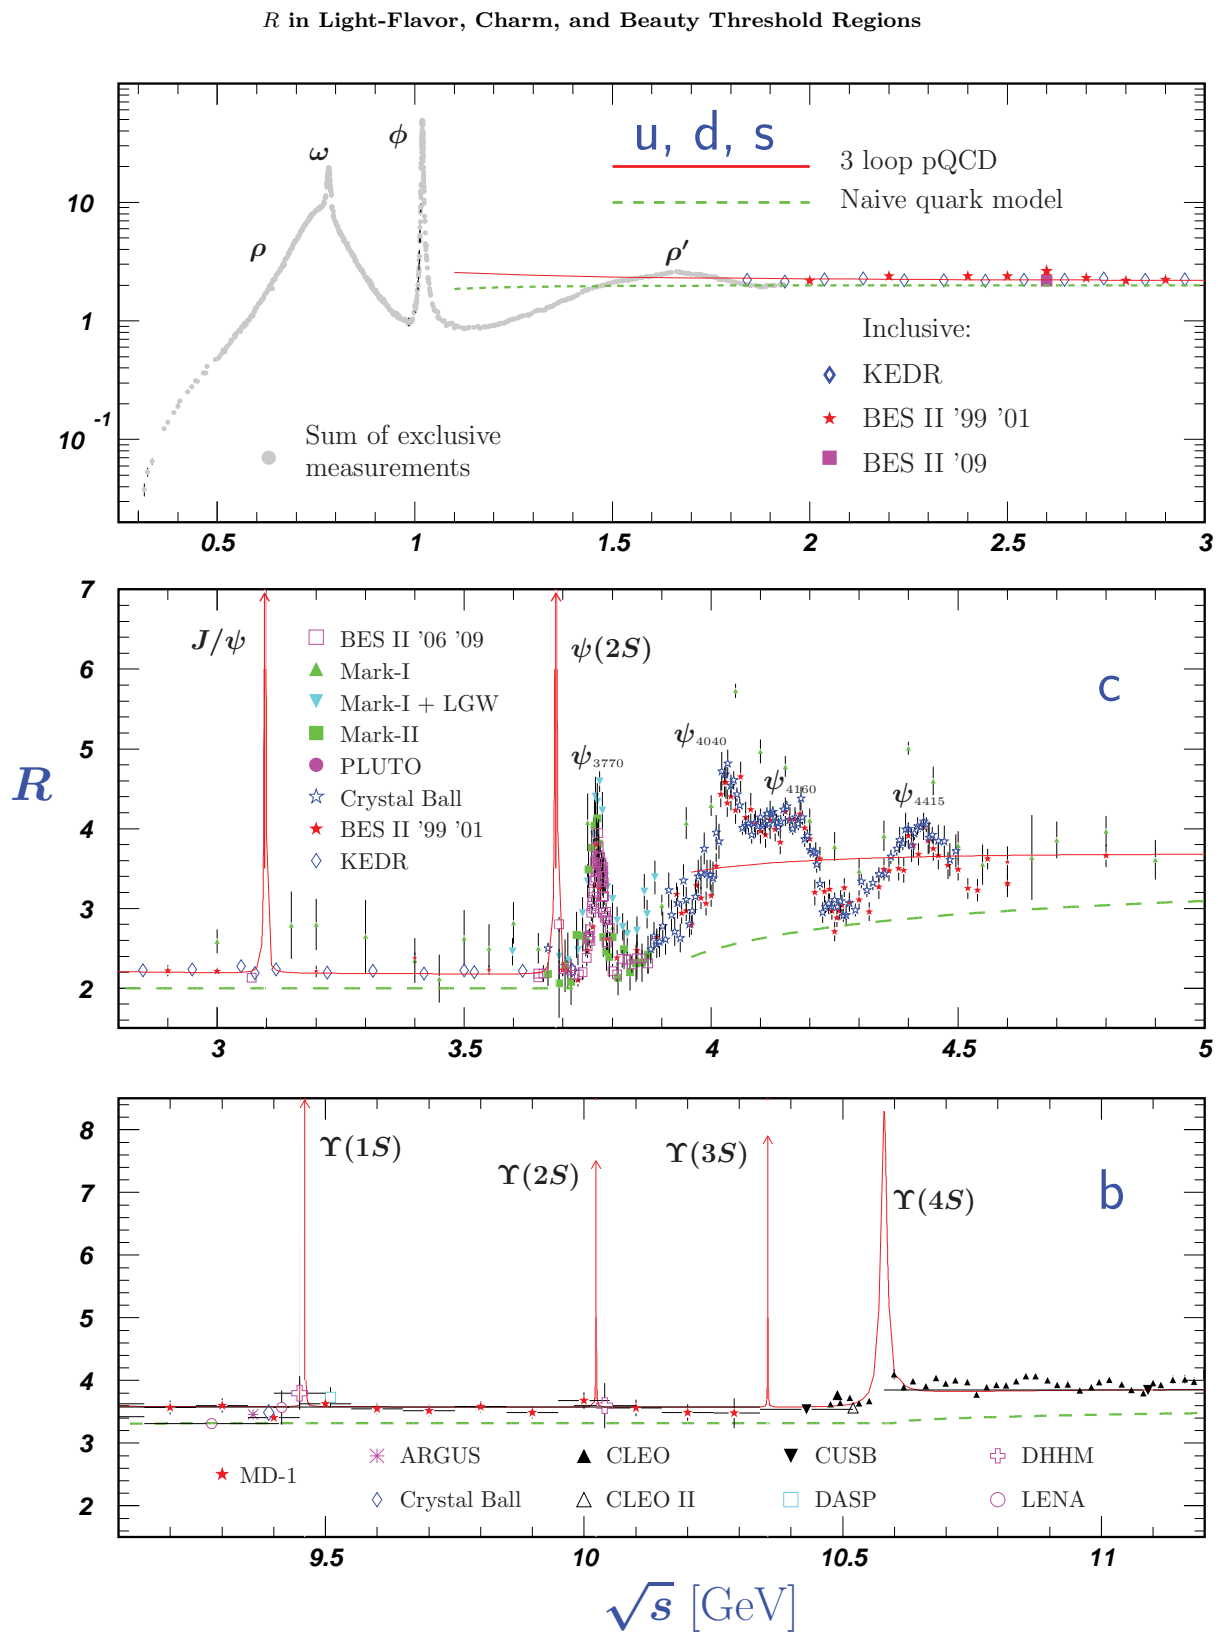 R in Light-Flavor, Charm, and Beauty Threshold Regions
u, d, s
3 loop pQCD
Naive quark model
ρ
ω
ϕ
ρ′
Inclusive:
KEDR
BES II '99 '01
BES II '09
Sum of exclusive
measurements
10
1
10⁻¹
0.5 1 1.5 2 2.5 3
R
J/ψ
BES II '06 '09
Mark-I
Mark-I + LGW
Mark-II
PLUTO
Crystal Ball
BES II '99 '01
KEDR
ψ(2S)
ψ₃₇₇₀
ψ₄₀₄₀
ψ₄₁₆₀
ψ₄₄₁₅
c
7
6
5
4
3
2
3 3.5 4 4.5 5
ϒ(1S)
ϒ(2S)
ϒ(3S)
ϒ(4S)
b
8
7
6
5
4
3
2
MD-1
ARGUS
Crystal Ball
CLEO
CLEO II
CUSB
DASP
DHHM
LENA
9.5 10 10.5 11
√s [GeV]